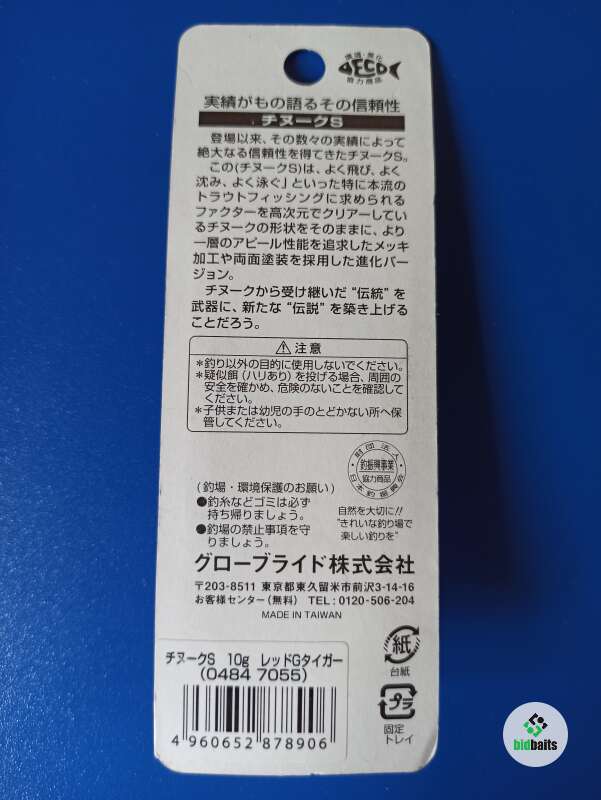 環境・美化
DECO
協力商品
実績がもの語るその信頼性
チヌークS
登場以来、その数々の実績によって
絶大なる信頼性を得てきたチヌークS。
この(チヌークS)は、よく飛び、よく
沈み、よく泳ぐ」といった特に本流の
トラウトフィッシングに求められる
ファクターを高次元でクリアーしてい
るチヌークの形状をそのままに、より
一層のアピール性能を追求したメッキ
加工や両面塗装を採用した進化バー
ジョン。
チヌークから受け継いだ“伝統”を
武器に、新たな“伝説”を築き上げる
ことだろう。
注意
*釣り以外の目的に使用しないでください。
*疑似餌(ハリあり)を投げる場合、周囲の
安全を確かめ、危険のないことを確認して
ください。
*子供または幼児の手のとどかない所へ保
管してください。
財団法人
釣振興事業
協力商品
日本釣振興会
(釣場・環境保護のお願い)
●釣糸などゴミは必ず
持ち帰りましょう。
●釣場の禁止事項を守
りましょう。
自然を大切に!!
“きれいな釣り場で
楽しい釣りを”
グローブライド株式会社
〒203-8511 東京都東久留米市前沢3-14-16
お客様センター(無料) TEL:0120-506-204
MADE IN TAIWAN
チヌークS 10g レッドGタイガー
(0484 7055)
4 960652 878906
紙
台紙
プラ
固定
トレイ
bidbaits